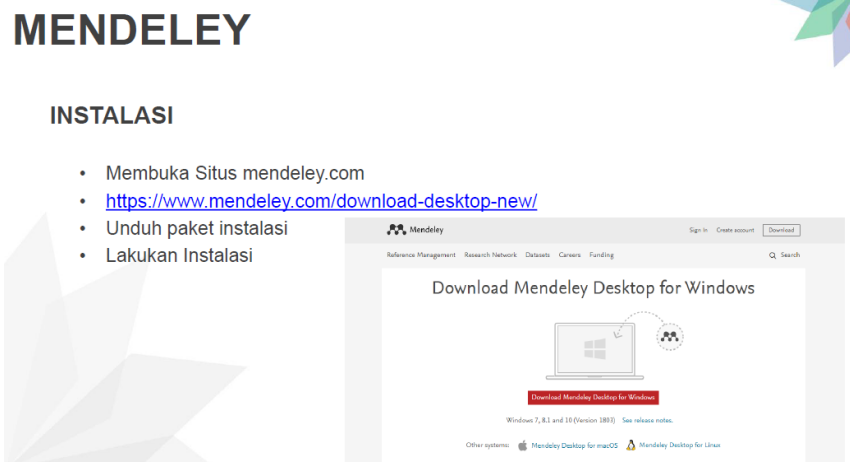 MENDELEY
INSTALASI
• Membuka Situs mendeley.com
• https://www.mendeley.com/download-desktop-new/
• Unduh paket instalasi
• Lakukan Instalasi
Mendeley
Sign In Create account Download
Reference Management Research Network Datasets Careers Funding Search
Download Mendeley Desktop for Windows
Download Mendeley Desktop for Windows
Windows 7, 8.1 and 10 (Version 1803) See release notes.
Other systems: Mendeley Desktop for macOS Mendeley Desktop for Linux